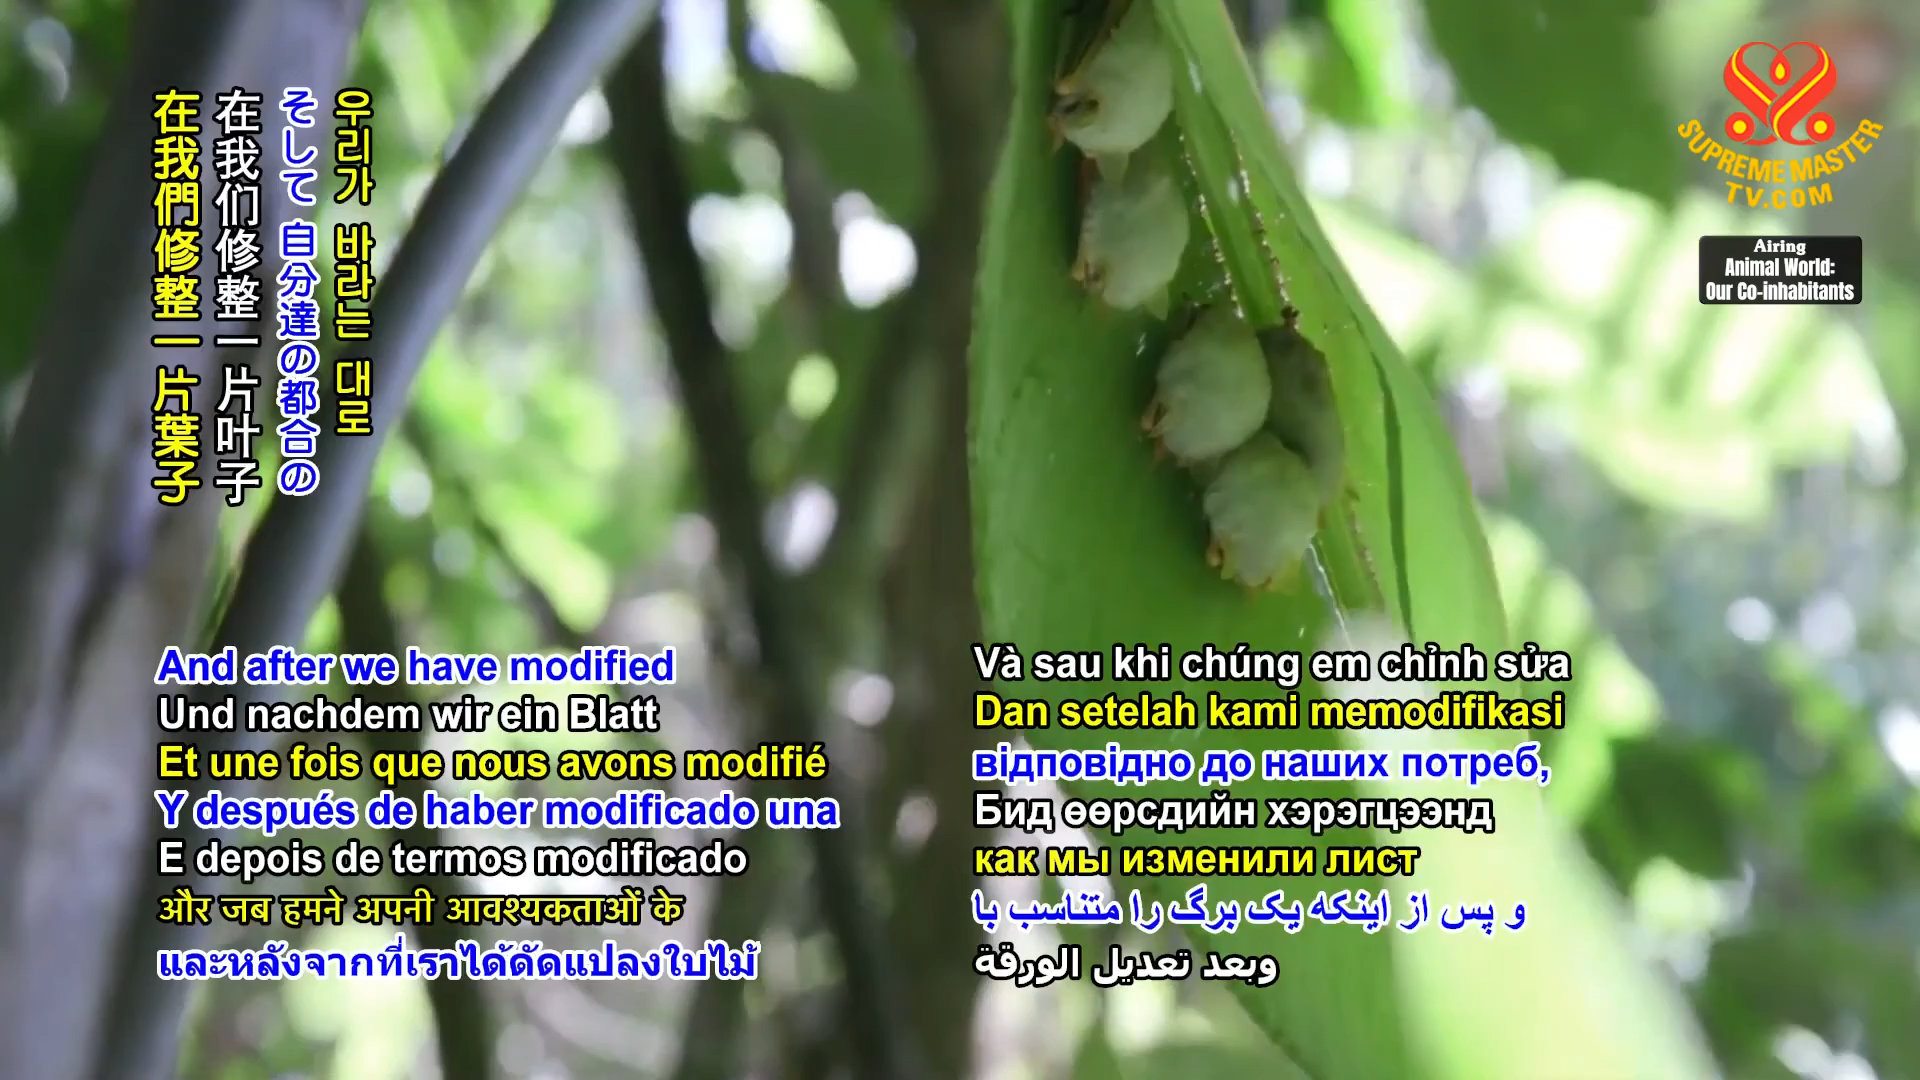 在我們修整一片葉子
在我们修整一片叶子
そして 自分達の都合の
우리가 바라는 대로
SUPREME MASTER
TV.COM
Airing
Animal World:
Our Co-inhabitants
And after we have modified
Und nachdem wir ein Blatt
Et une fois que nous avons modifié
Y después de haber modificado una
E depois de termos modificado
और जब हमने अपनी आवश्यकताओं के
และหลังจากที่เราได้ดัดแปลงใบไม้
Và sau khi chúng em chỉnh sửa
Dan setelah kami memodifikasi
відповідно до наших потреб,
Бид өөрсдийн хэрэгцээнд
как мы изменили лист
و پس از اینکه یک برگ را متناسب با
وبعد تعديل الورقة